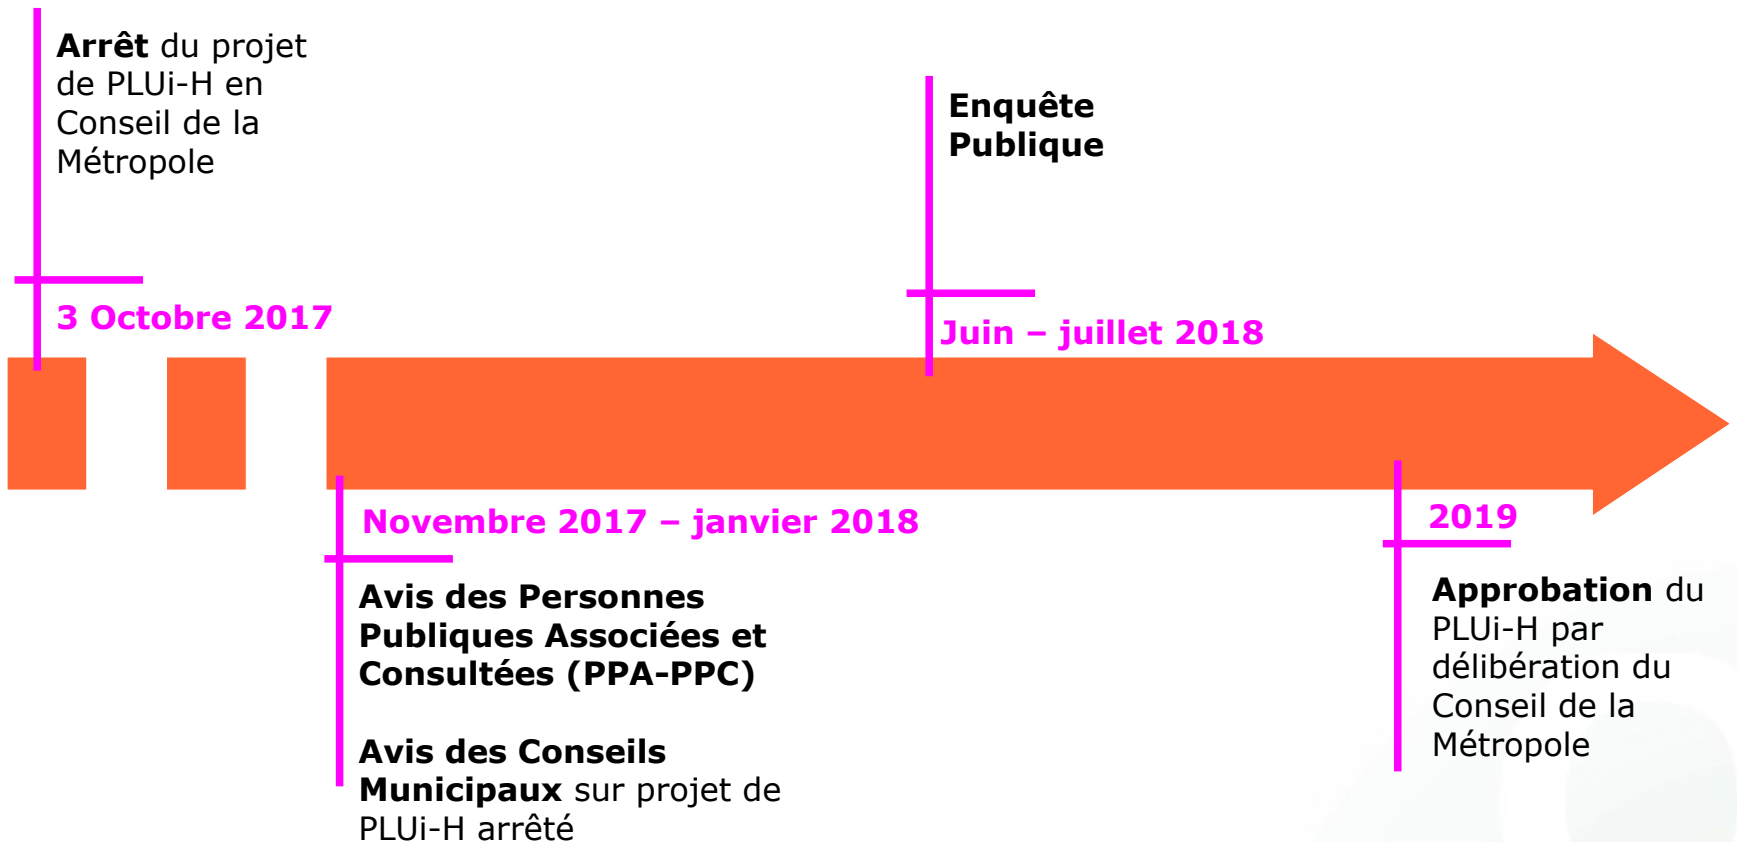 Arrêt du projet
de PLUi-H en
Conseil de la
Métropole
3 Octobre 2017
Novembre 2017 – janvier 2018
Avis des Personnes
Publiques Associées et
Consultées (PPA-PPC)
Avis des Conseils
Municipaux sur projet de
PLUi-H arrêté
Enquête
Publique
Juin – juillet 2018
2019
Approbation du
PLUi-H par
délibération du
Conseil de la
Métropole